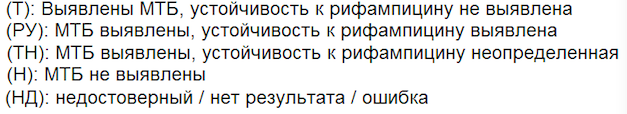 (Т): Выявлены МТБ, устойчивость к рифампицину не выявлена
(РУ): МТБ выявлены, устойчивость к рифампицину выявлена
(ТН): МТБ выявлены, устойчивость к рифампицину неопределенная
(Н): МТБ не выявлены
(НД): недостоверный / нет результата / ошибка